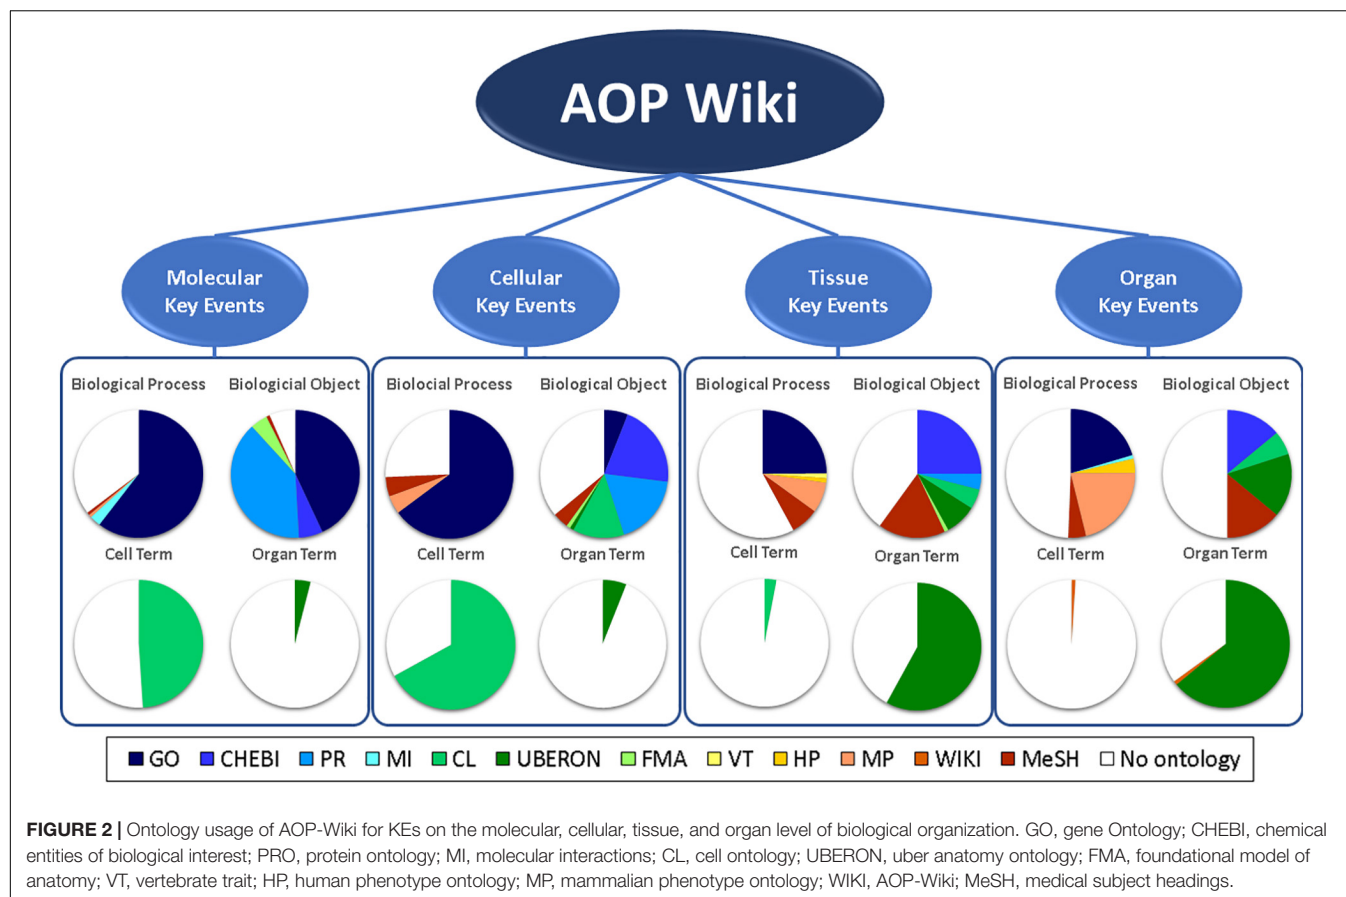 AOP Wiki
Molecular
Key Events
Cellular
Key Events
Tissue
Key Events
Organ
Key Events
Biological Process
Biologicial Object
Cell Term
Organ Term
Biolocial Process
Biological Object
Cell Term
Organ Term
Biological Process
Biological Object
Cell Term
Organ Term
Biological Process
Biological Object
Cell Term
Organ Term
GO CHEBI PR MI CL UBERON FMA VT HP MP WIKI MeSH No ontology
FIGURE 2 | Ontology usage of AOP-Wiki for KEs on the molecular, cellular, tissue, and organ level of biological organization. GO, gene Ontology; CHEBI, chemical
entities of biological interest; PRO, protein ontology; MI, molecular interactions; CL, cell ontology; UBERON, uber anatomy ontology; FMA, foundational model of
anatomy; VT, vertebrate trait; HP, human phenotype ontology; MP, mammalian phenotype ontology; WIKI, AOP-Wiki; MeSH, medical subject headings.